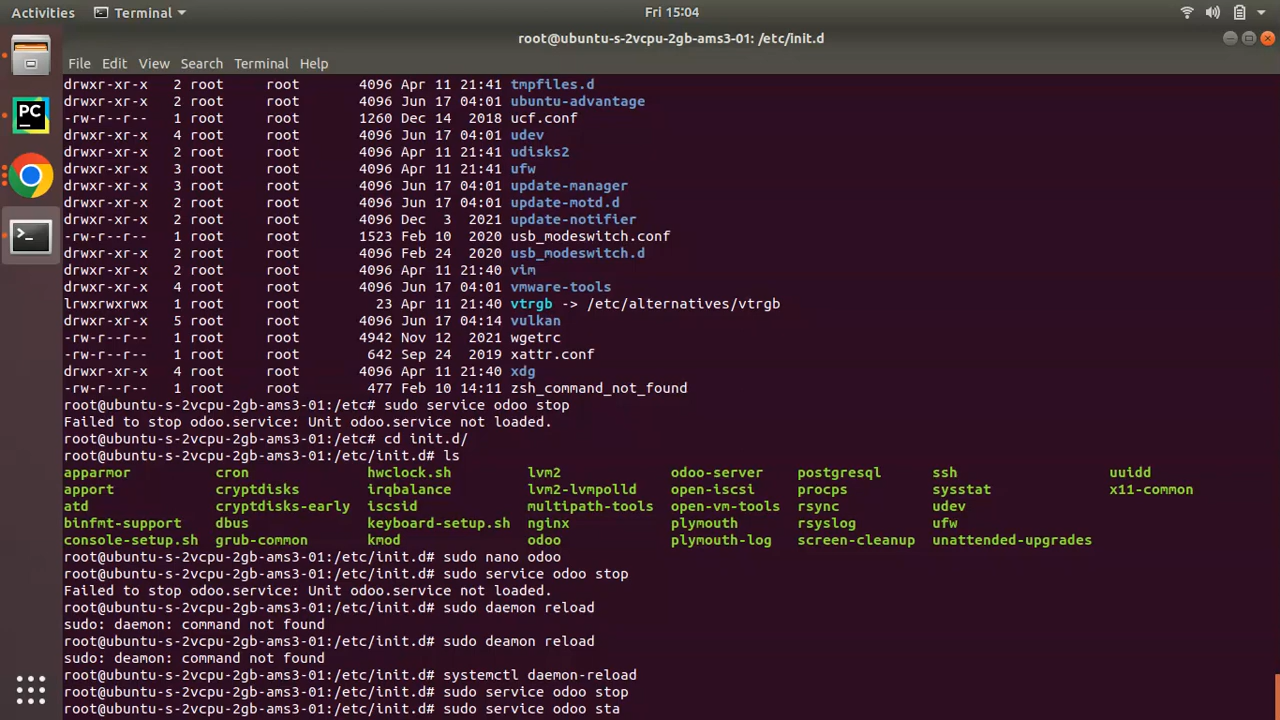 Activities Terminal Fri 15:04
root@ubuntu-s-2vcpu-2gb-ams3-01: /etc/init.d
File Edit View Search Terminal Help
drwxr-xr-x 2 root root 4096 Apr 11 21:41 tmpfiles.d
drwxr-xr-x 2 root root 4096 Jun 17 04:01 ubuntu-advantage
-rw-r--r-- 1 root root 1260 Dec 14 2018 ucf.conf
drwxr-xr-x 4 root root 4096 Jun 17 04:01 udev
drwxr-xr-x 2 root root 4096 Apr 11 21:41 udisks2
drwxr-xr-x 3 root root 4096 Apr 11 21:41 ufw
drwxr-xr-x 3 root root 4096 Jun 17 04:01 update-manager
drwxr-xr-x 2 root root 4096 Jun 17 04:01 update-motd.d
drwxr-xr-x 2 root root 4096 Dec 3 2021 update-notifier
-rw-r--r-- 1 root root 1523 Feb 10 2020 usb_modeswitch.conf
drwxr-xr-x 2 root root 4096 Feb 24 2020 usb_modeswitch.d
drwxr-xr-x 2 root root 4096 Apr 11 21:40 vim
drwxr-xr-x 4 root root 4096 Jun 17 04:01 vmware-tools
lrwxrwxrwx 1 root root 23 Apr 11 21:40 vtrgb -> /etc/alternatives/vtrgb
drwxr-xr-x 5 root root 4096 Jun 17 04:14 vulkan
-rw-r--r-- 1 root root 4942 Nov 12 2021 wgetrc
-rw-r--r-- 1 root root 642 Sep 24 2019 xattr.conf
drwxr-xr-x 4 root root 4096 Apr 11 21:40 xdg
-rw-r--r-- 1 root root 477 Feb 10 14:11 zsh_command_not_found
root@ubuntu-s-2vcpu-2gb-ams3-01:/etc# sudo service odoo stop
Failed to stop odoo.service: Unit odoo.service not loaded.
root@ubuntu-s-2vcpu-2gb-ams3-01:/etc# cd init.d/
root@ubuntu-s-2vcpu-2gb-ams3-01:/etc/init.d# ls
apparmor cron hwclock.sh lvm2 odoo-server postgresql ssh uuidd
apport cryptdisks irqbalance lvm2-lvmpolld open-iscsi procps sysstat x11-common
atd cryptdisks-early iscsid multipath-tools open-vm-tools rsync udev
binfmt-support dbus keyboard-setup.sh nginx plymouth rsyslog ufw
console-setup.sh grub-common kmod odoo plymouth-log screen-cleanup unattended-upgrades
root@ubuntu-s-2vcpu-2gb-ams3-01:/etc/init.d# sudo nano odoo
root@ubuntu-s-2vcpu-2gb-ams3-01:/etc/init.d# sudo service odoo stop
Failed to stop odoo.service: Unit odoo.service not loaded.
root@ubuntu-s-2vcpu-2gb-ams3-01:/etc/init.d# sudo daemon reload
sudo: daemon: command not found
root@ubuntu-s-2vcpu-2gb-ams3-01:/etc/init.d# sudo deamon reload
sudo: deamon: command not found
root@ubuntu-s-2vcpu-2gb-ams3-01:/etc/init.d# systemctl daemon-reload
root@ubuntu-s-2vcpu-2gb-ams3-01:/etc/init.d# sudo service odoo stop
root@ubuntu-s-2vcpu-2gb-ams3-01:/etc/init.d# sudo service odoo sta
PC